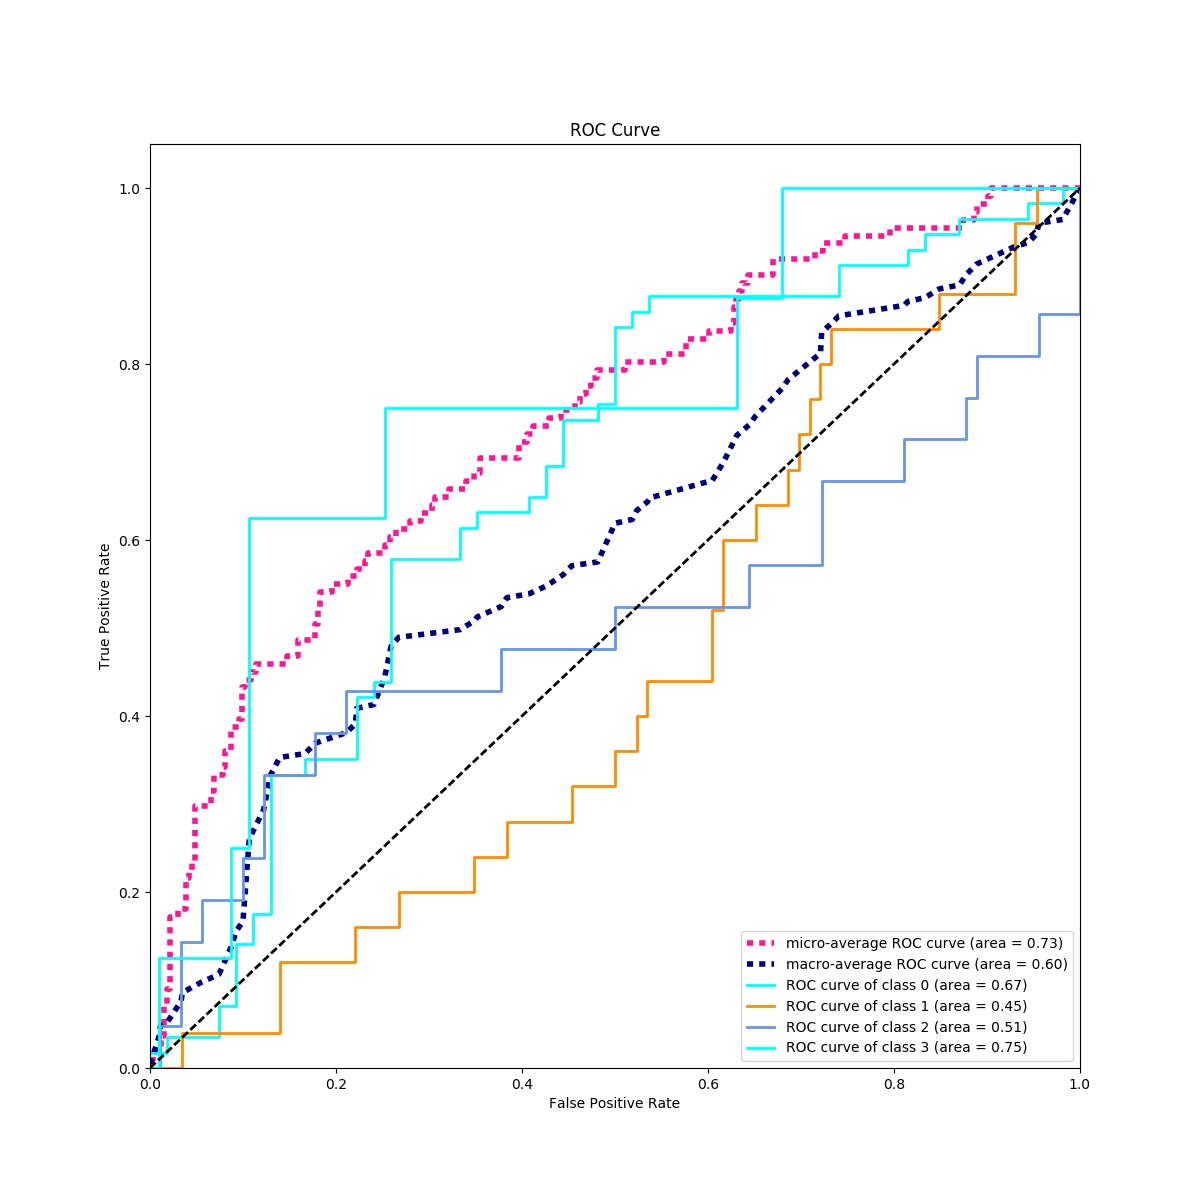 ROC Curve
1.0
0.8
0.6
0.4
0.2
0.0
True Positive Rate
0.0 0.2 0.4 0.6 0.8 1.0
False Positive Rate
micro-average ROC curve (area = 0.73)
macro-average ROC curve (area = 0.60)
ROC curve of class 0 (area = 0.67)
ROC curve of class 1 (area = 0.45)
ROC curve of class 2 (area = 0.51)
ROC curve of class 3 (area = 0.75)